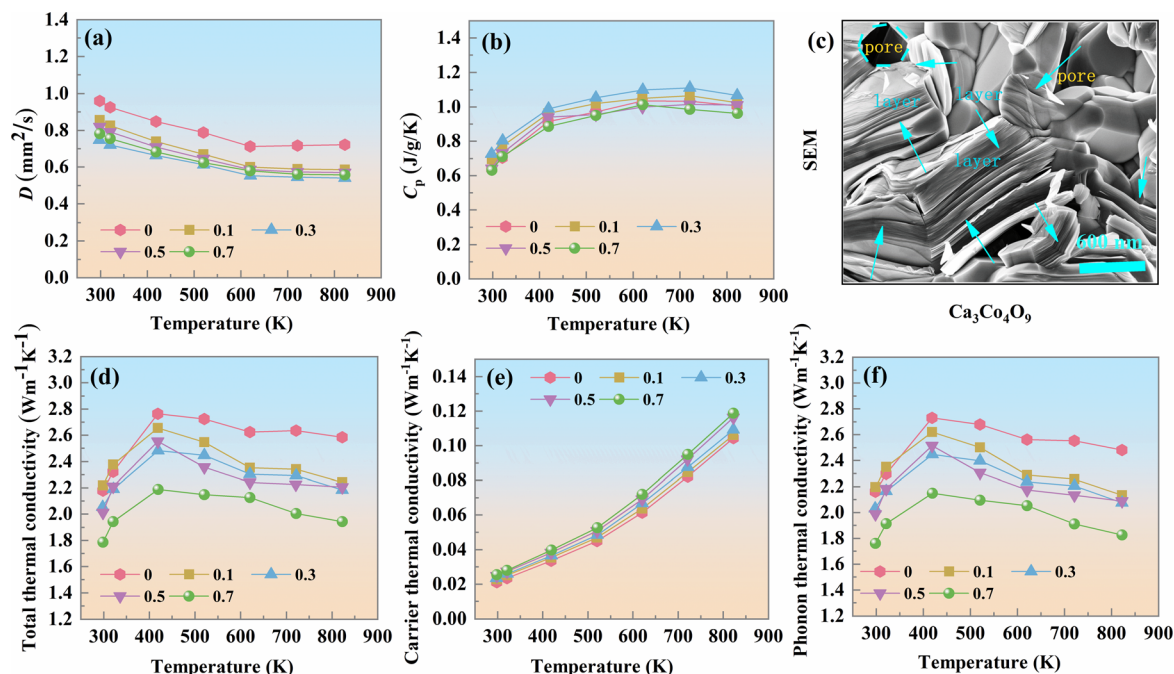 (a)
D (mm²/s)
1.4
1.2
1.0
0.8
0.6
0.4
0.2
0.0
0 0.1 0.3
0.5 0.7
300 400 500 600 700 800 900
Temperature (K)
(b)
Cp (J/g/K)
1.4
1.2
1.0
0.8
0.6
0.4
0.2
0.0
0 0.1 0.3
0.5 0.7
300 400 500 600 700 800 900
Temperature (K)
(c)
SEM
pore
pore
layer
layer
layer
600 nm
Ca₃Co₄O₉
(d)
Total thermal conductivity (Wm⁻¹K⁻¹)
3.2
3.0
2.8
2.6
2.4
2.2
2.0
1.8
1.6
1.4
1.2
0 0.1 0.3
0.5 0.7
300 400 500 600 700 800 900
Temperature (K)
(e)
Carrier thermal conductivity (Wm⁻¹K⁻¹)
0.14
0.12
0.10
0.08
0.06
0.04
0.02
0.00
0 0.1 0.3
0.5 0.7
300 400 500 600 700 800 900
Temperature (K)
(f)
Phonon thermal conductivity (Wm⁻¹K⁻¹)
3.2
3.0
2.8
2.6
2.4
2.2
2.0
1.8
1.6
1.4
1.2
0 0.1 0.3
0.5 0.7
300 400 500 600 700 800 900
Temperature (K)